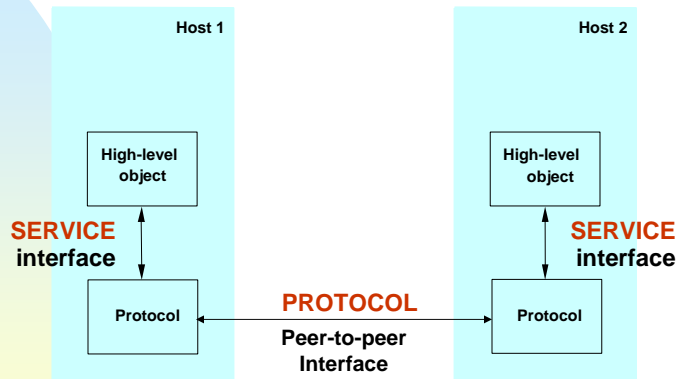 Host 1
Host 2
High-level
object
High-level
object
SERVICE
interface
SERVICE
interface
Protocol
PROTOCOL
Peer-to-peer
Interface
Protocol